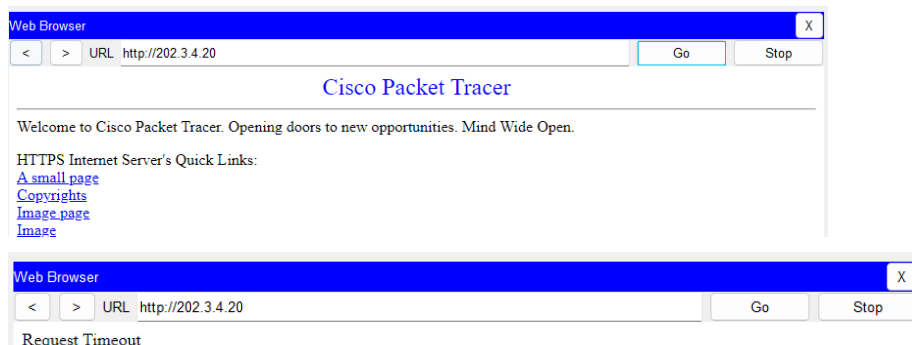 Web Browser X
< > URL http://202.3.4.20 Go Stop
Cisco Packet Tracer
Welcome to Cisco Packet Tracer. Opening doors to new opportunities. Mind Wide Open.
HTTPS Internet Server's Quick Links:
A small page
Copyrights
Image page
Image
Web Browser X
< > URL http://202.3.4.20 Go Stop
Request Timeout